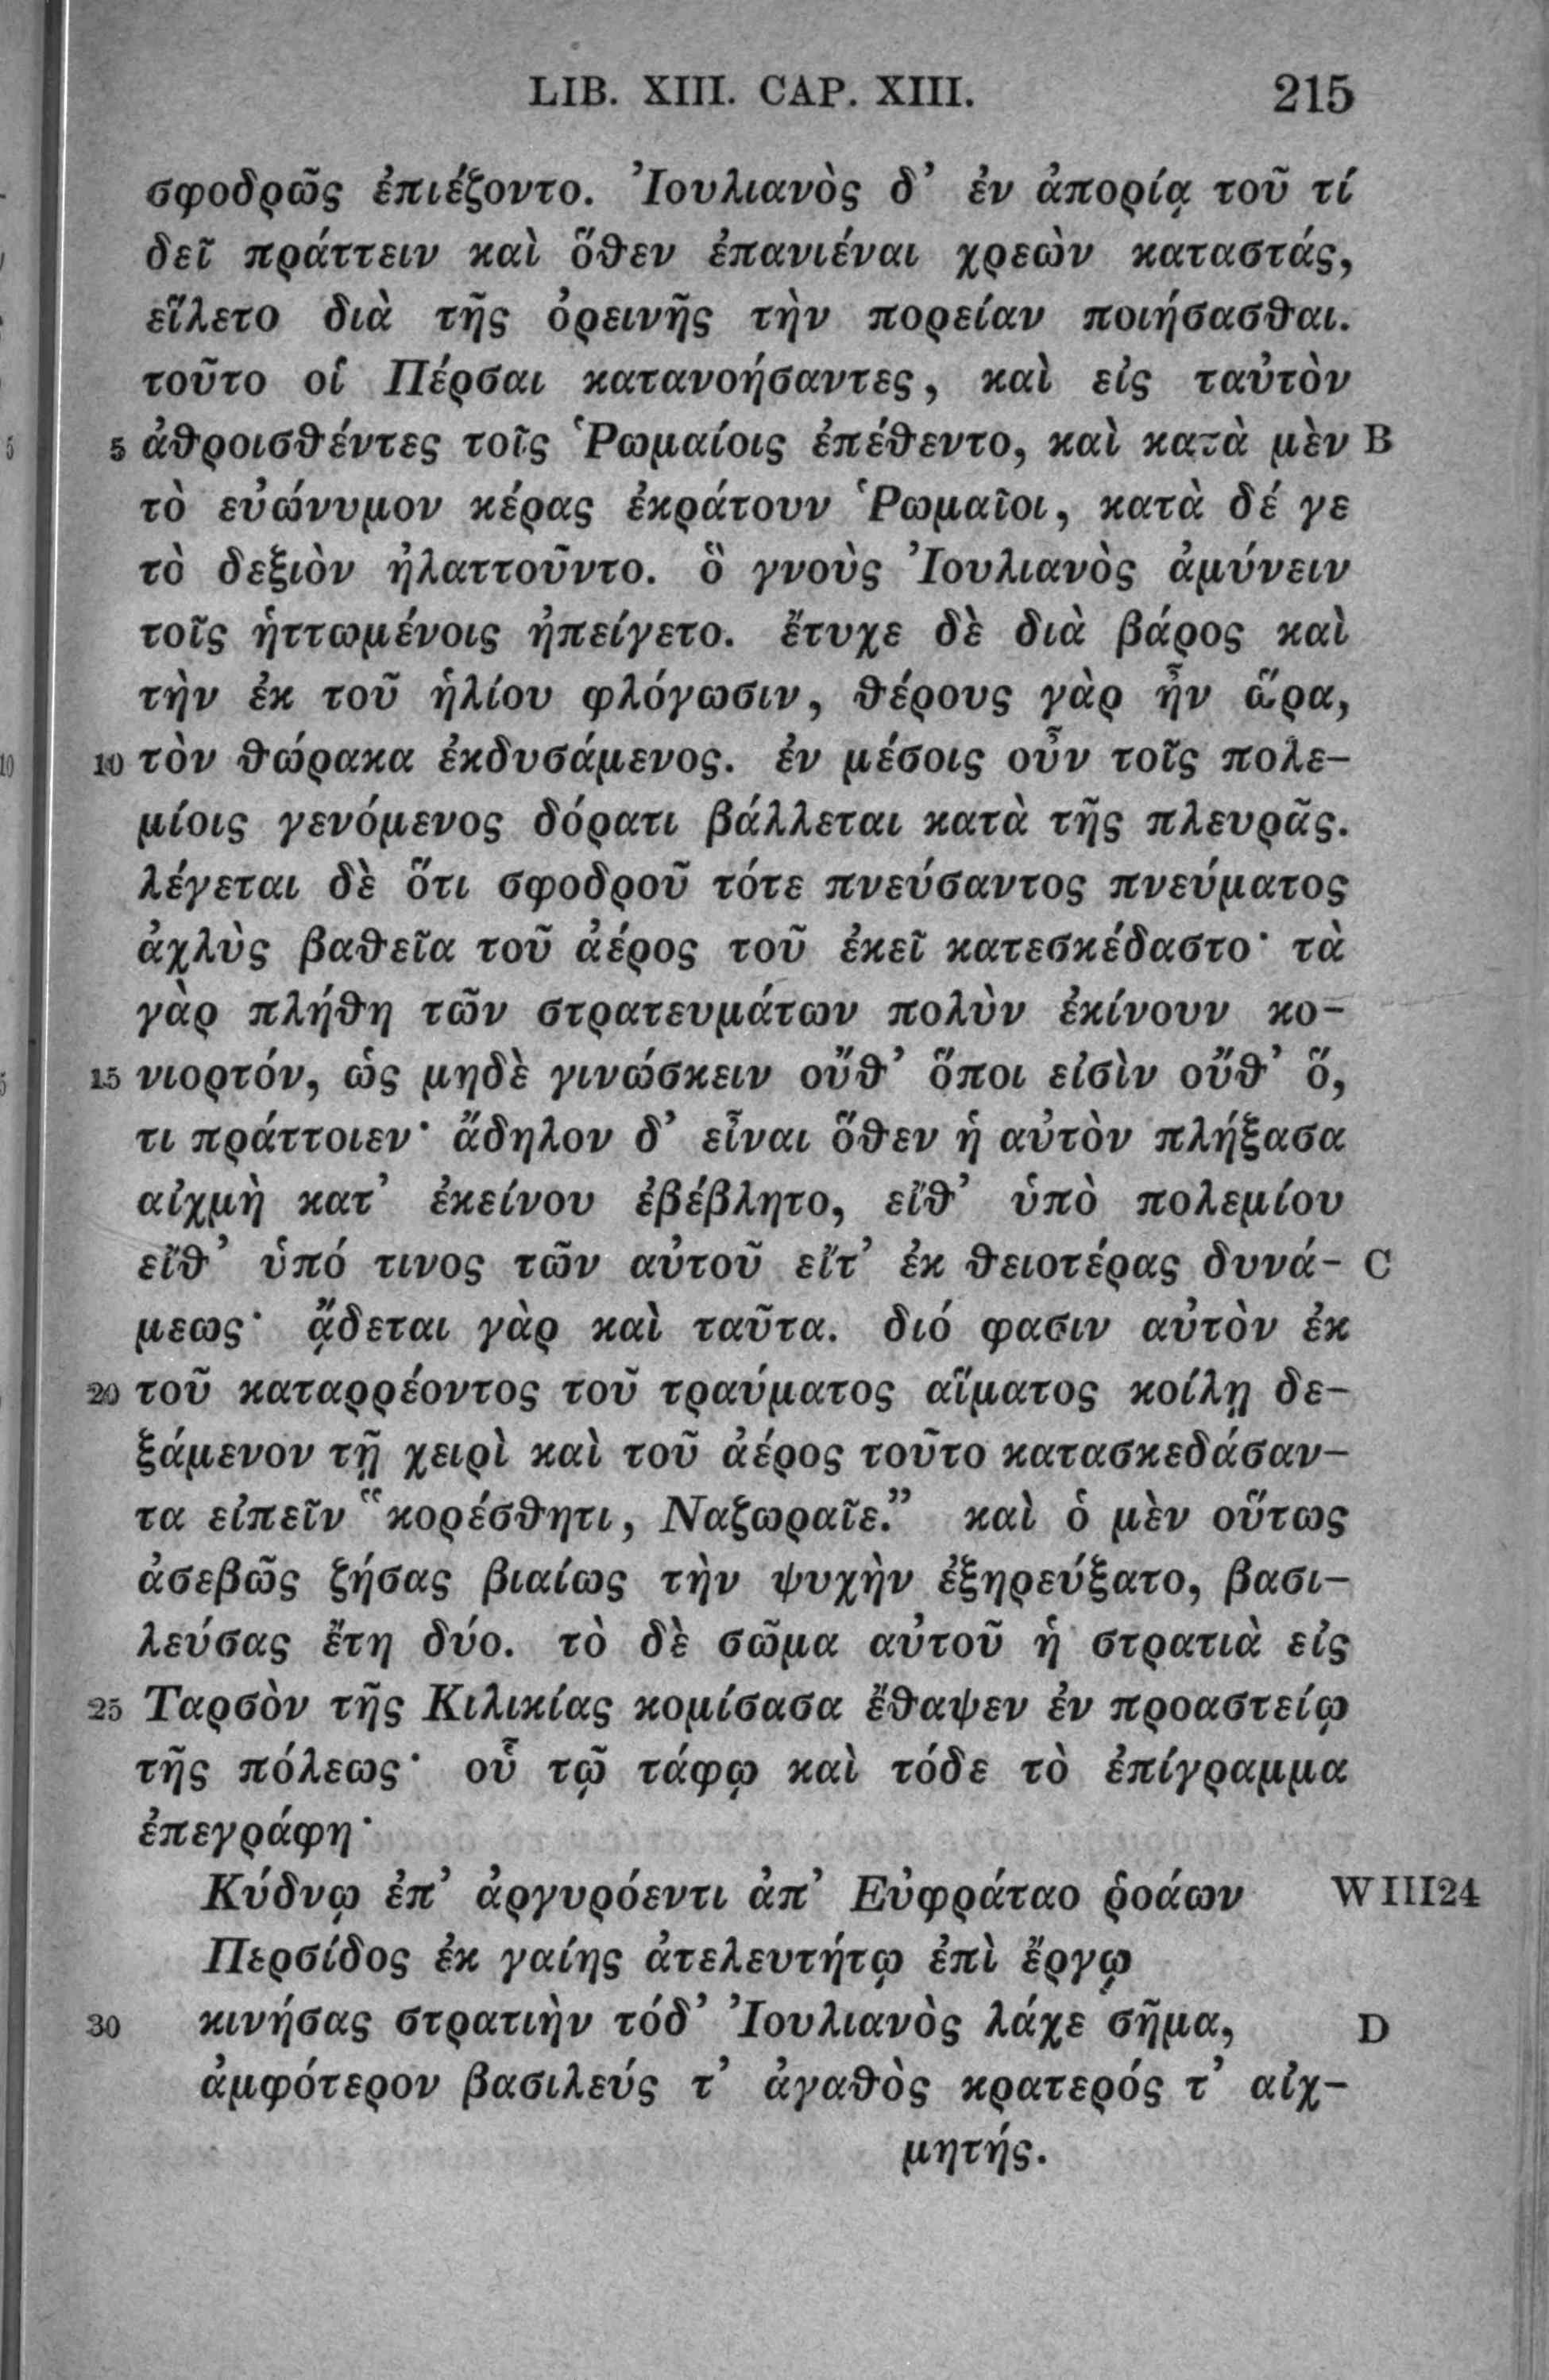 LIB. XIII. CAP. XIII. 215
σφοδρῶς ἐπιέζοντο. Ἰουλιανὸς δ’ ἐν ἀπορίᾳ τοῦ τί
δεῖ πράττειν καὶ ὅθεν ἐπανιέναι χρεὼν καταστάς,
εἵλετο διὰ τῆς ὀρεινῆς τὴν πορείαν ποιήσασθαι.
τοῦτο οἱ Πέρσαι κατανοήσαντες, καὶ εἰς ταὐτὸν
5 ἀθροισθέντες τοῖς Ῥωμαίοις ἐπέθεντο, καὶ κατὰ μὲν B
τὸ εὐώνυμον κέρας ἐκράτουν Ῥωμαῖοι, κατὰ δέ γε
τὸ δεξιὸν ἠλαττοῦντο. ὃ γνοὺς Ἰουλιανὸς ἀμύνειν
τοῖς ἡττωμένοις ἠπείγετο. ἔτυχε δὲ διὰ βάρος καὶ
τὴν ἐκ τοῦ ἡλίου φλόγωσιν, θέρους γὰρ ἦν ὥρα,
10 τὸν θώρακα ἐκδυσάμενος. ἐν μέσοις οὖν τοῖς πολε-
μίοις γενόμενος δόρατι βάλλεται κατὰ τῆς πλευρᾶς.
λέγεται δὲ ὅτι σφοδροῦ τότε πνεύσαντος πνεύματος
ἀχλὺς βαθεῖα τοῦ ἀέρος τοῦ ἐκεῖ κατεσκέδαστο· τὰ
γὰρ πλήθη τῶν στρατευμάτων πολὺν ἐκίνουν κο-
15 νιορτόν, ὡς μηδὲ γινώσκειν οὔθ’ ὅποι εἰσὶν οὔθ’ ὅ,
τι πράττοιεν· ἄδηλον δ’ εἶναι ὅθεν ἡ αὐτὸν πλήξασα
αἰχμὴ κατ’ ἐκείνου ἐβέβλητο, εἴθ’ ὑπὸ πολεμίου
εἴθ’ ὑπό τινος τῶν αὐτοῦ εἴτ’ ἐκ θειοτέρας δυνά- C
μεως· ᾄδεται γὰρ καὶ ταῦτα. διό φασιν αὐτὸν ἐκ
20 τοῦ καταρρέοντος τοῦ τραύματος αἵματος κοίλῃ δε-
ξάμενον τῇ χειρὶ καὶ τοῦ ἀέρος τοῦτο κατασκεδάσαν-
τα εἰπεῖν “κορέσθητι, Ναζωραῖε.” καὶ ὁ μὲν οὕτως
ἀσεβῶς ζήσας βιαίως τὴν ψυχὴν ἐξηρεύξατο, βασι-
λεύσας ἔτη δύο. τὸ δὲ σῶμα αὐτοῦ ἡ στρατιὰ εἰς
25 Ταρσὸν τῆς Κιλικίας κομίσασα ἔθαψεν ἐν προαστείῳ
τῆς πόλεως· οὗ τῷ τάφῳ καὶ τόδε τὸ ἐπίγραμμα
ἐπεγράφη·
Κύδνῳ ἐπ’ ἀργυρόεντι ἀπ’ Εὐφράταο ῥοάων W III24
Περσίδος ἐκ γαίης ἀτελευτήτῳ ἐπὶ ἔργῳ
30 κινήσας στρατιὴν τόδ’ Ἰουλιανὸς λάχε σῆμα, D
ἀμφότερον βασιλεύς τ’ ἀγαθὸς κρατερός τ’ αἰχ-
μητής.